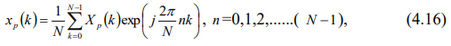 x_p(k) = \frac{1}{N} \sum_{k=0}^{N-1} X_p(k) \exp\left( j \frac{2\pi}{N} nk \right), n=0,1,2,......( N−1), (4.16)